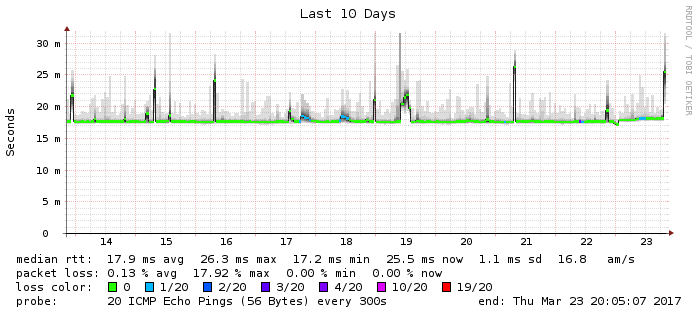 Last 10 Days
RRDTOOL / TOBI OETIKER
Seconds
30 m
25 m
20 m
15 m
10 m
5 m
0
14 15 16 17 18 19 20 21 22 23
median rtt: 17.9 ms avg 26.3 ms max 17.2 ms min 25.5 ms now 1.1 ms sd 16.8 am/s
packet loss: 0.13 % avg 17.92 % max 0.00 % min 0.00 % now
loss color: 0 1/20 2/20 3/20 4/20 10/20 19/20
probe: 20 ICMP Echo Pings (56 Bytes) every 300s end: Thu Mar 23 20:05:07 2017